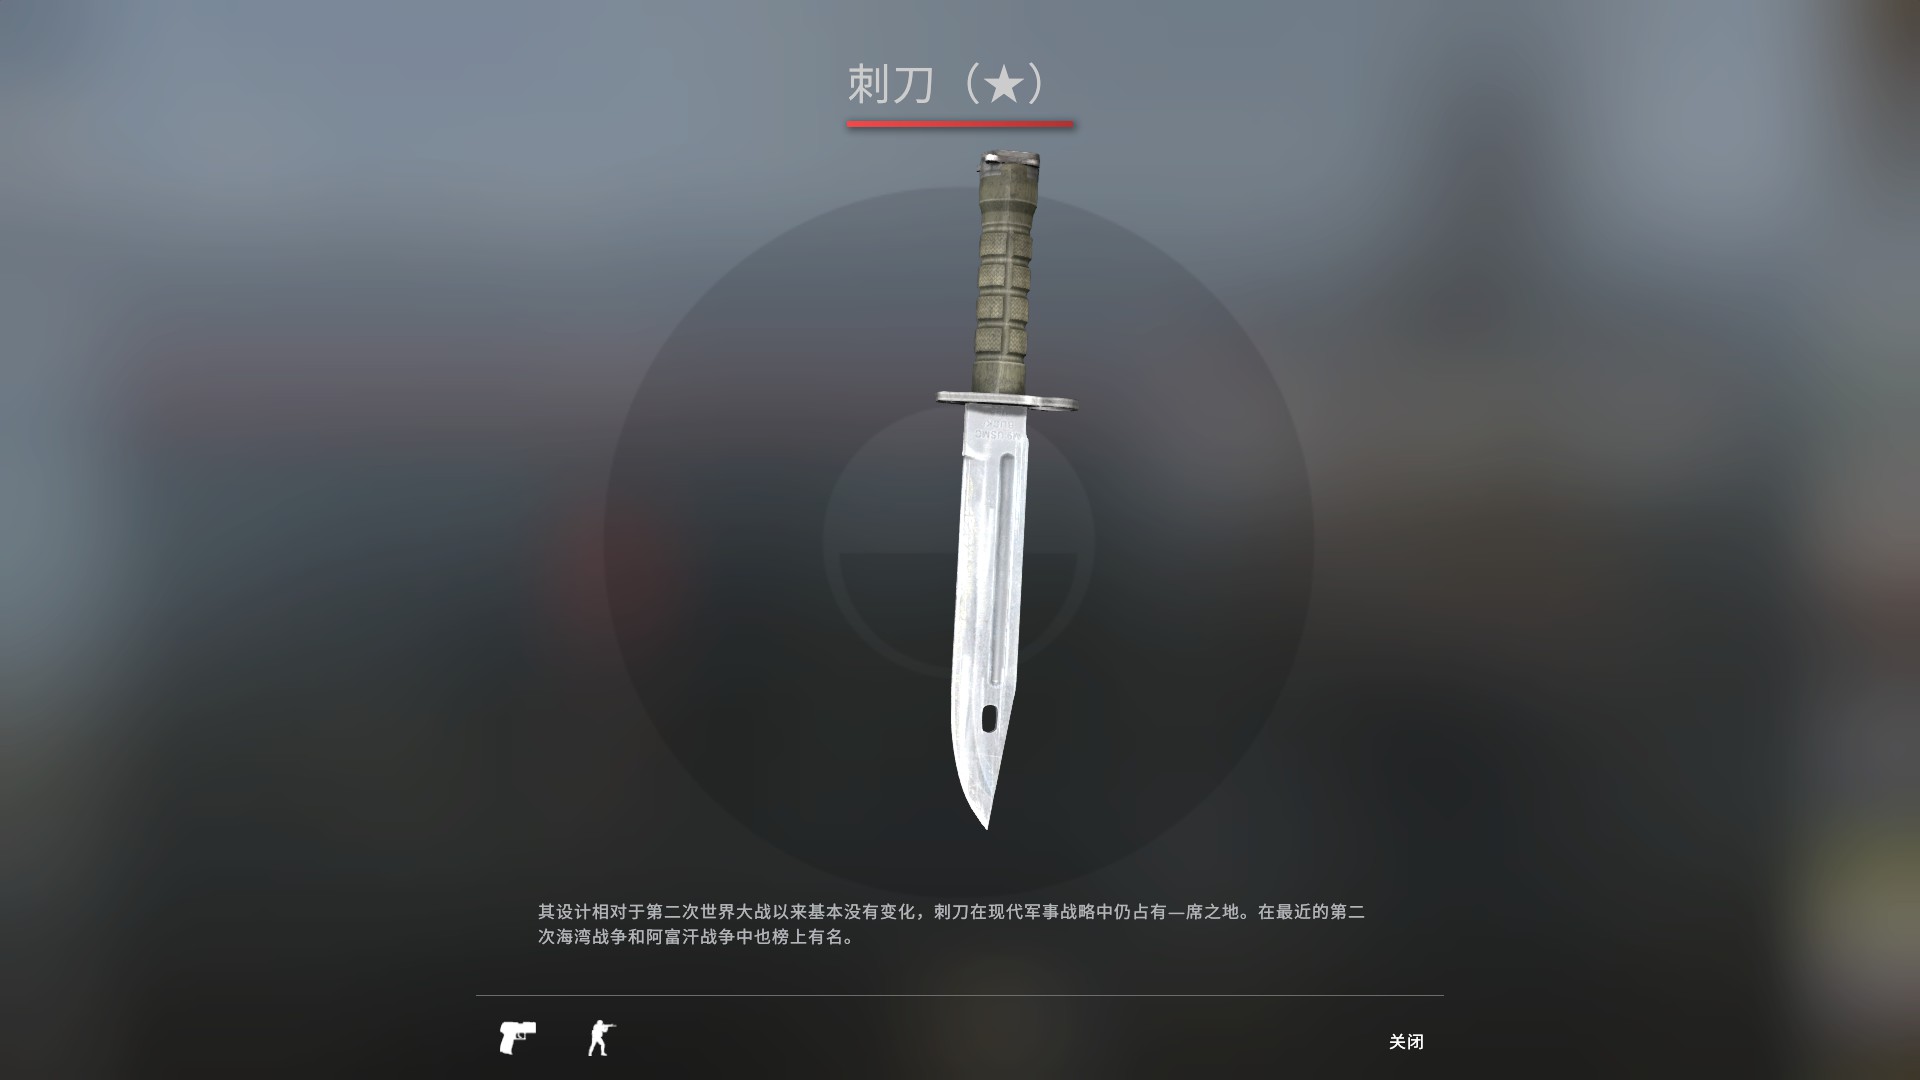 刺刀（★）
其设计相对于第二次世界大战以来基本没有变化，刺刀在现代军事战略中仍占有一席之地。在最近的第二
次海湾战争和阿富汗战争中也榜上有名。
关闭